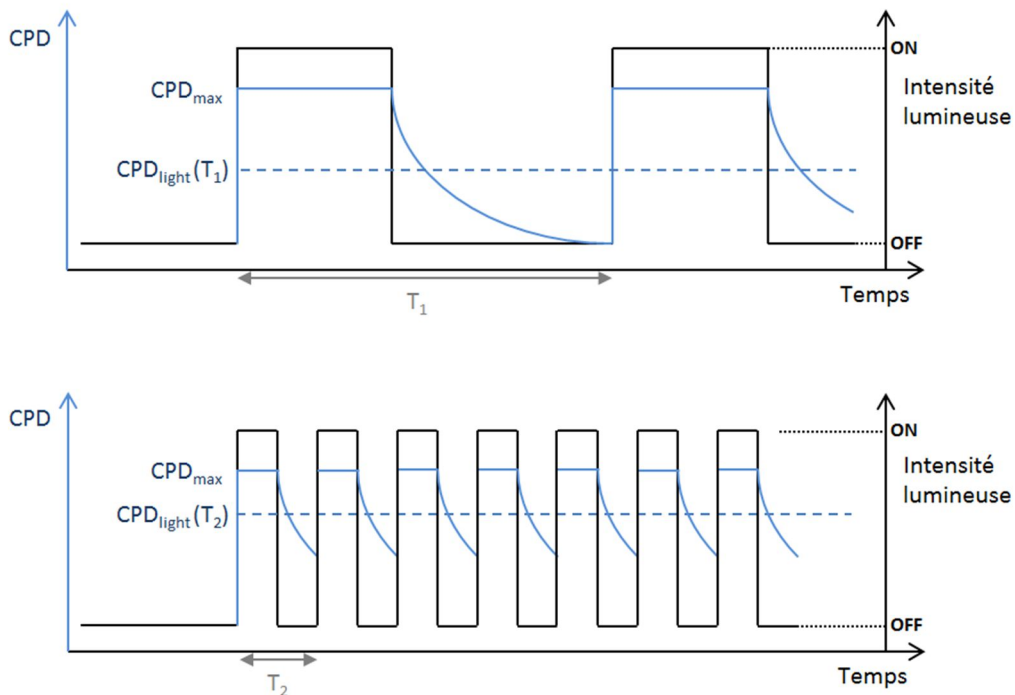 CPD
ON
CPDmax
Intensité
lumineuse
CPDlight(T1)
OFF
Temps
T1
CPD
ON
CPDmax
Intensité
lumineuse
CPDlight(T2)
OFF
Temps
T2